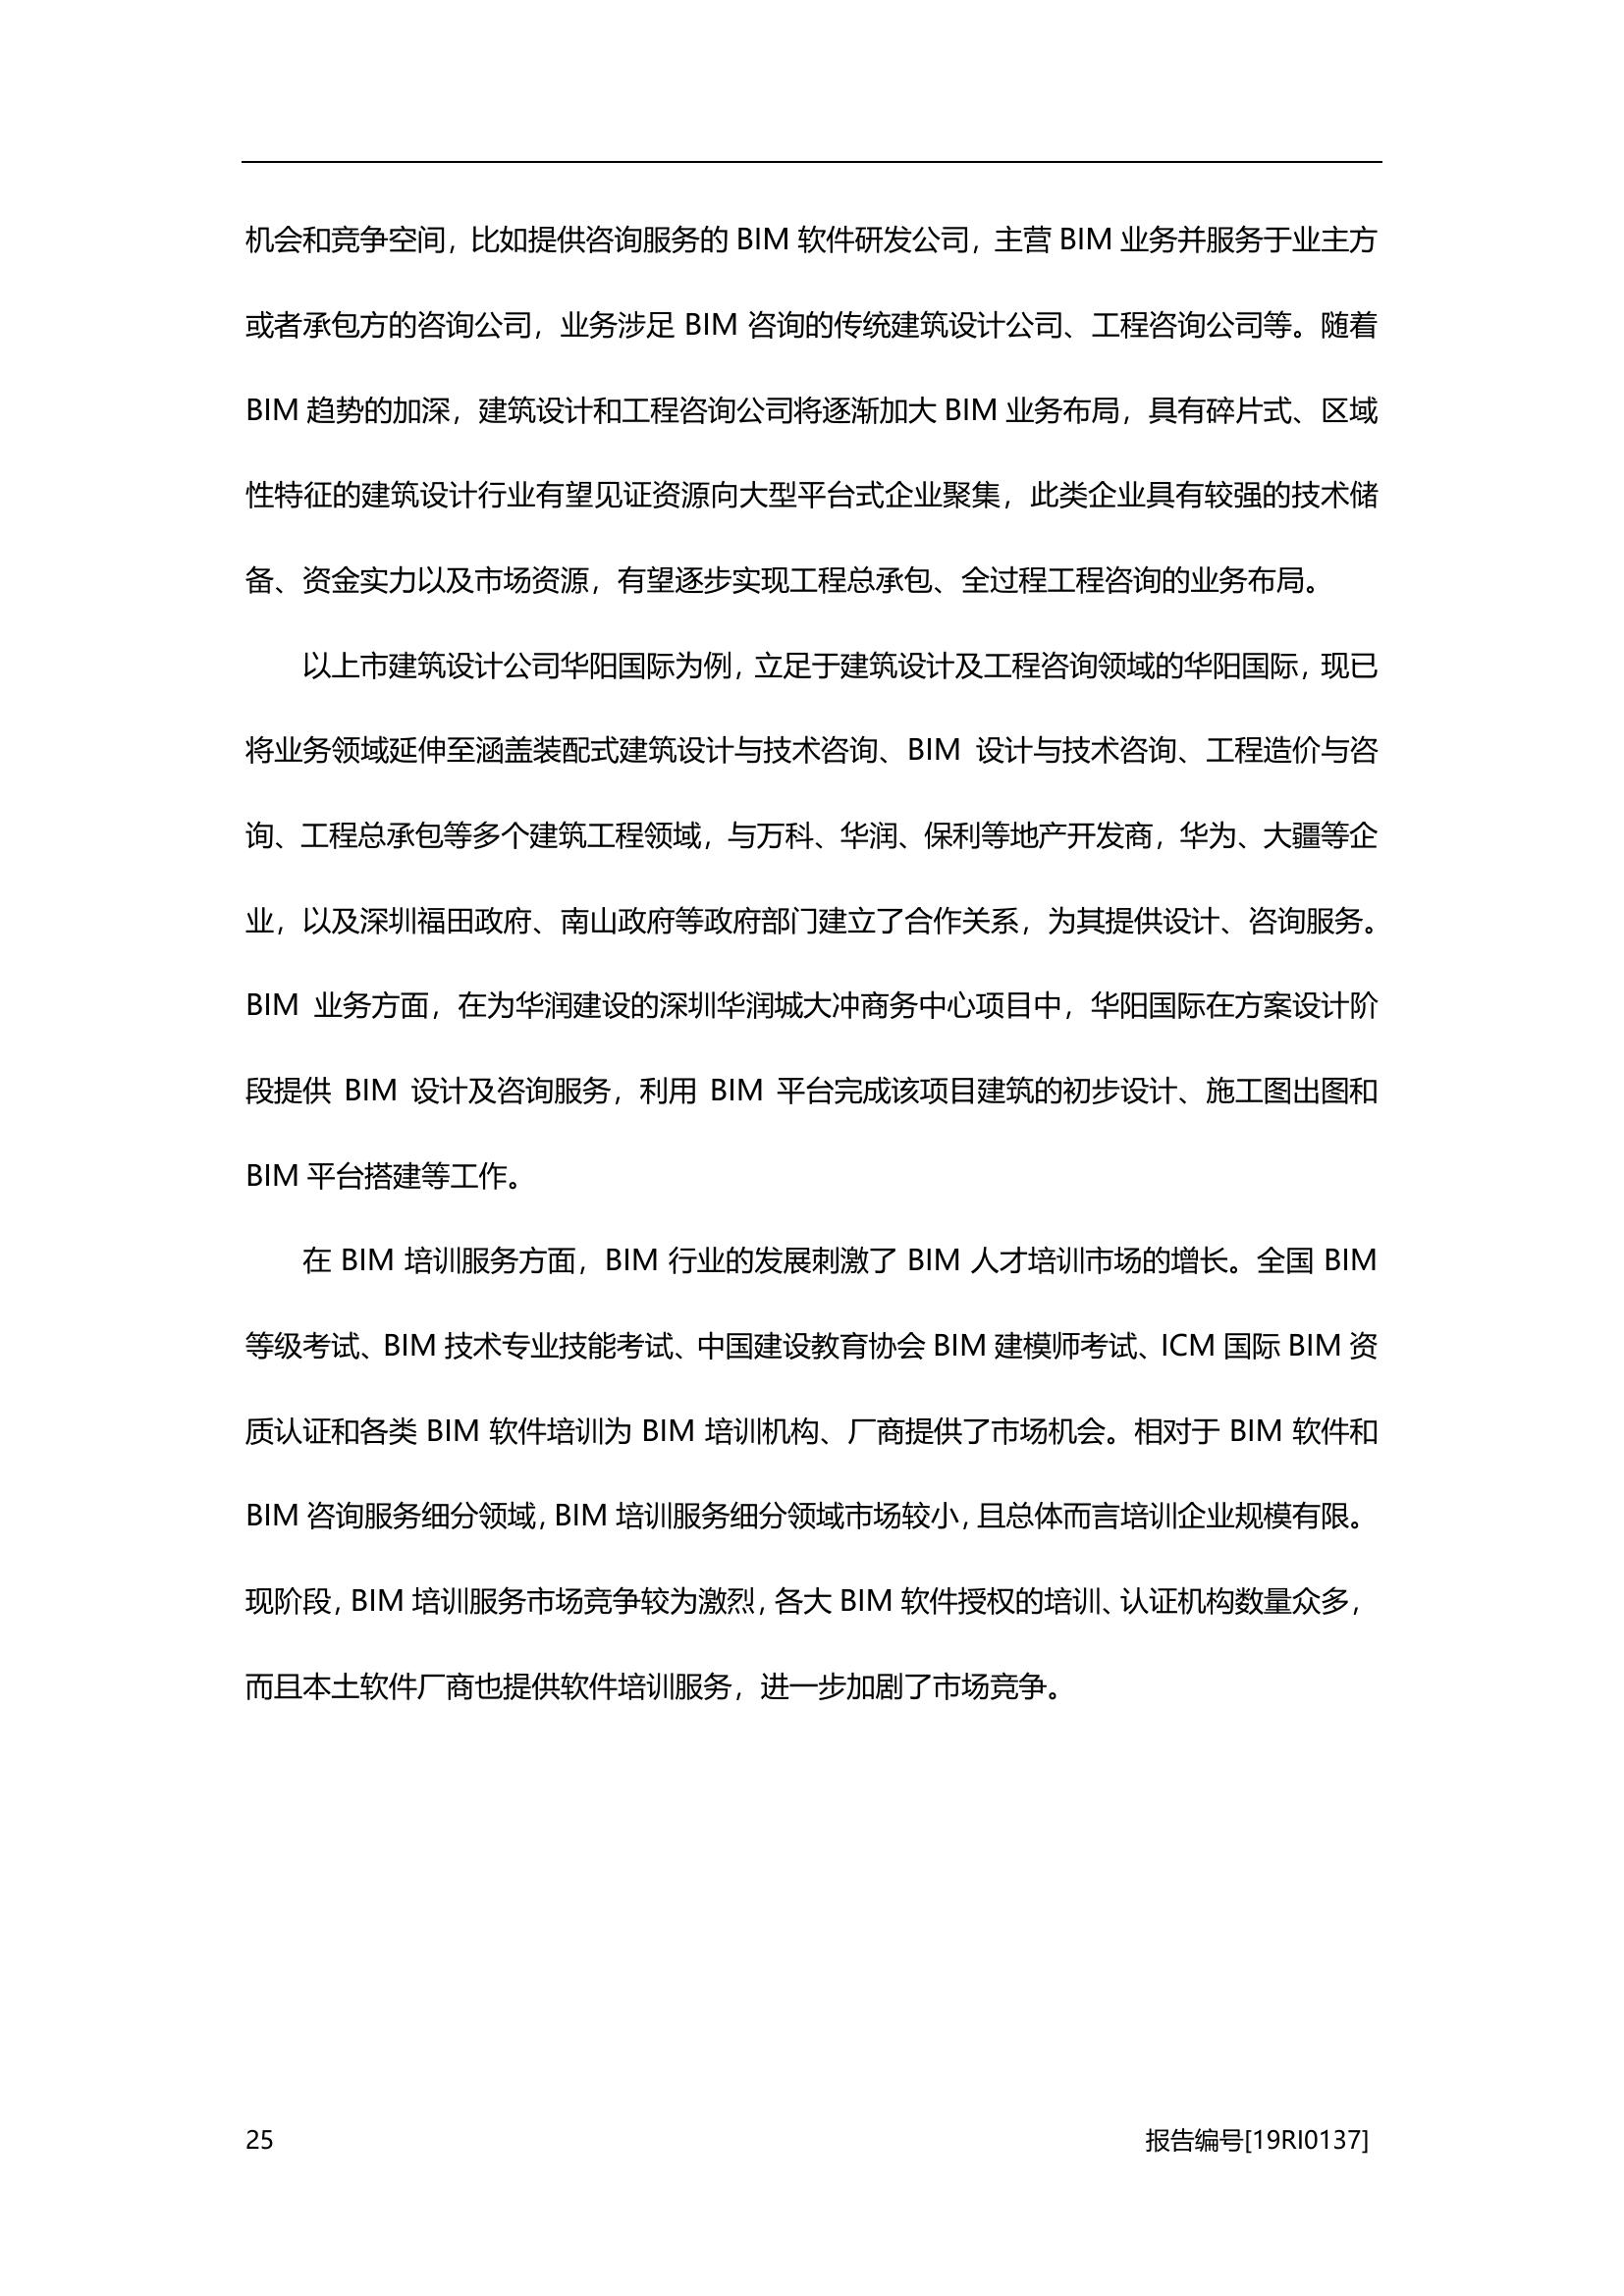 机会和竞争空间，比如提供咨询服务的 BIM 软件研发公司，主营 BIM 业务并服务于业主方
或者承包方的咨询公司，业务涉足 BIM 咨询的传统建筑设计公司、工程咨询公司等。随着
BIM 趋势的加深，建筑设计和工程咨询公司将逐渐加大 BIM 业务布局，具有碎片式、区域
性特征的建筑设计行业有望见证资源向大型平台式企业聚集，此类企业具有较强的技术储
备、资金实力以及市场资源，有望逐步实现工程总承包、全过程工程咨询的业务布局。
以上市建筑设计公司华阳国际为例，立足于建筑设计及工程咨询领域的华阳国际，现已
将业务领域延伸至涵盖装配式建筑设计与技术咨询、BIM 设计与技术咨询、工程造价与咨
询、工程总承包等多个建筑工程领域，与万科、华润、保利等地产开发商，华为、大疆等企
业，以及深圳福田政府、南山政府等政府部门建立了合作关系，为其提供设计、咨询服务。
BIM 业务方面，在为华润建设的深圳华润城大冲商务中心项目中，华阳国际在方案设计阶
段提供 BIM 设计及咨询服务，利用 BIM 平台完成该项目建筑的初步设计、施工图出图和
BIM 平台搭建等工作。
在 BIM 培训服务方面，BIM 行业的发展刺激了 BIM 人才培训市场的增长。全国 BIM
等级考试、BIM 技术专业技能考试、中国建设教育协会 BIM 建模师考试、ICM 国际 BIM 资
质认证和各类 BIM 软件培训为 BIM 培训机构、厂商提供了市场机会。相对于 BIM 软件和
BIM 咨询服务细分领域，BIM 培训服务细分领域市场较小，且总体而言培训企业规模有限。
现阶段，BIM 培训服务市场竞争较为激烈，各大 BIM 软件授权的培训、认证机构数量众多，
而且本土软件厂商也提供软件培训服务，进一步加剧了市场竞争。
25 报告编号[19RI0137]